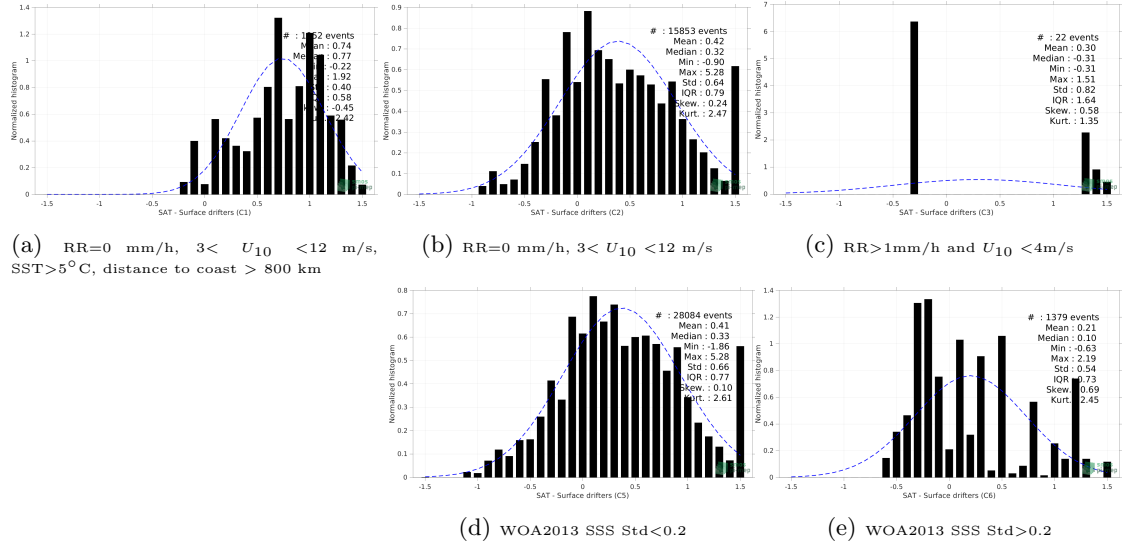 1.4
1.2
1.0
0.8
0.6
0.4
0.2
0.0
-1.5 -1 -0.5 0 0.5 1 1.5
Normalized histogram
SAT - Surface drifters (C1)
# : events
Mean : 0.74
: 0.77
: -0.22
: 1.92
: 0.40
: 0.58
: -0.45
(a) RR=0 mm/h, 3< U10 <12 m/s,
SST>5°C, distance to coast > 800 km
0.9
0.8
0.7
0.6
0.5
0.4
0.3
0.2
0.1
0.0
-1.5 -1 -0.5 0 0.5 1 1.5
Normalized histogram
SAT - Surface drifters (C2)
# : 15853 events
Mean : 0.42
Median : 0.32
Min : -0.90
Max : 5.28
Std : 0.64
IQR : 0.79
Skew. : 0.24
Kurt. : 2.47
(b) RR=0 mm/h, 3< U10 <12 m/s
7
6
5
4
3
2
1
0
-1.5 -1 -0.5 0 0.5 1 1.5
Normalized histogram
SAT - Surface drifters (C3)
# : 22 events
Mean : 0.30
Median : -0.31
Min : -0.31
Max : 1.51
Std : 0.82
IQR : 1.64
Skew. : 0.58
Kurt. : 1.35
(c) RR>1mm/h and U10 <4m/s
0.8
0.7
0.6
0.5
0.4
0.3
0.2
0.1
0.0
-1.5 -1 -0.5 0 0.5 1 1.5
Normalized histogram
SAT - Surface drifters (C5)
# : 28084 events
Mean : 0.41
Median : 0.33
Min : -1.86
Max : 5.28
Std : 0.66
IQR : 0.77
Skew. : 0.10
Kurt. : 2.61
(d) WOA2013 SSS Std<0.2
1.4
1.2
1.0
0.8
0.6
0.4
0.2
0.0
-1.5 -1 -0.5 0 0.5 1 1.5
Normalized histogram
SAT - Surface drifters (C6)
# : 1379 events
Mean : 0.21
Median : 0.10
Min : -0.63
Max : 2.19
Std : 0.54
IQR : 0.73
Skew. : 0.69
Kurt. : 2.45
(e) WOA2013 SSS Std>0.2